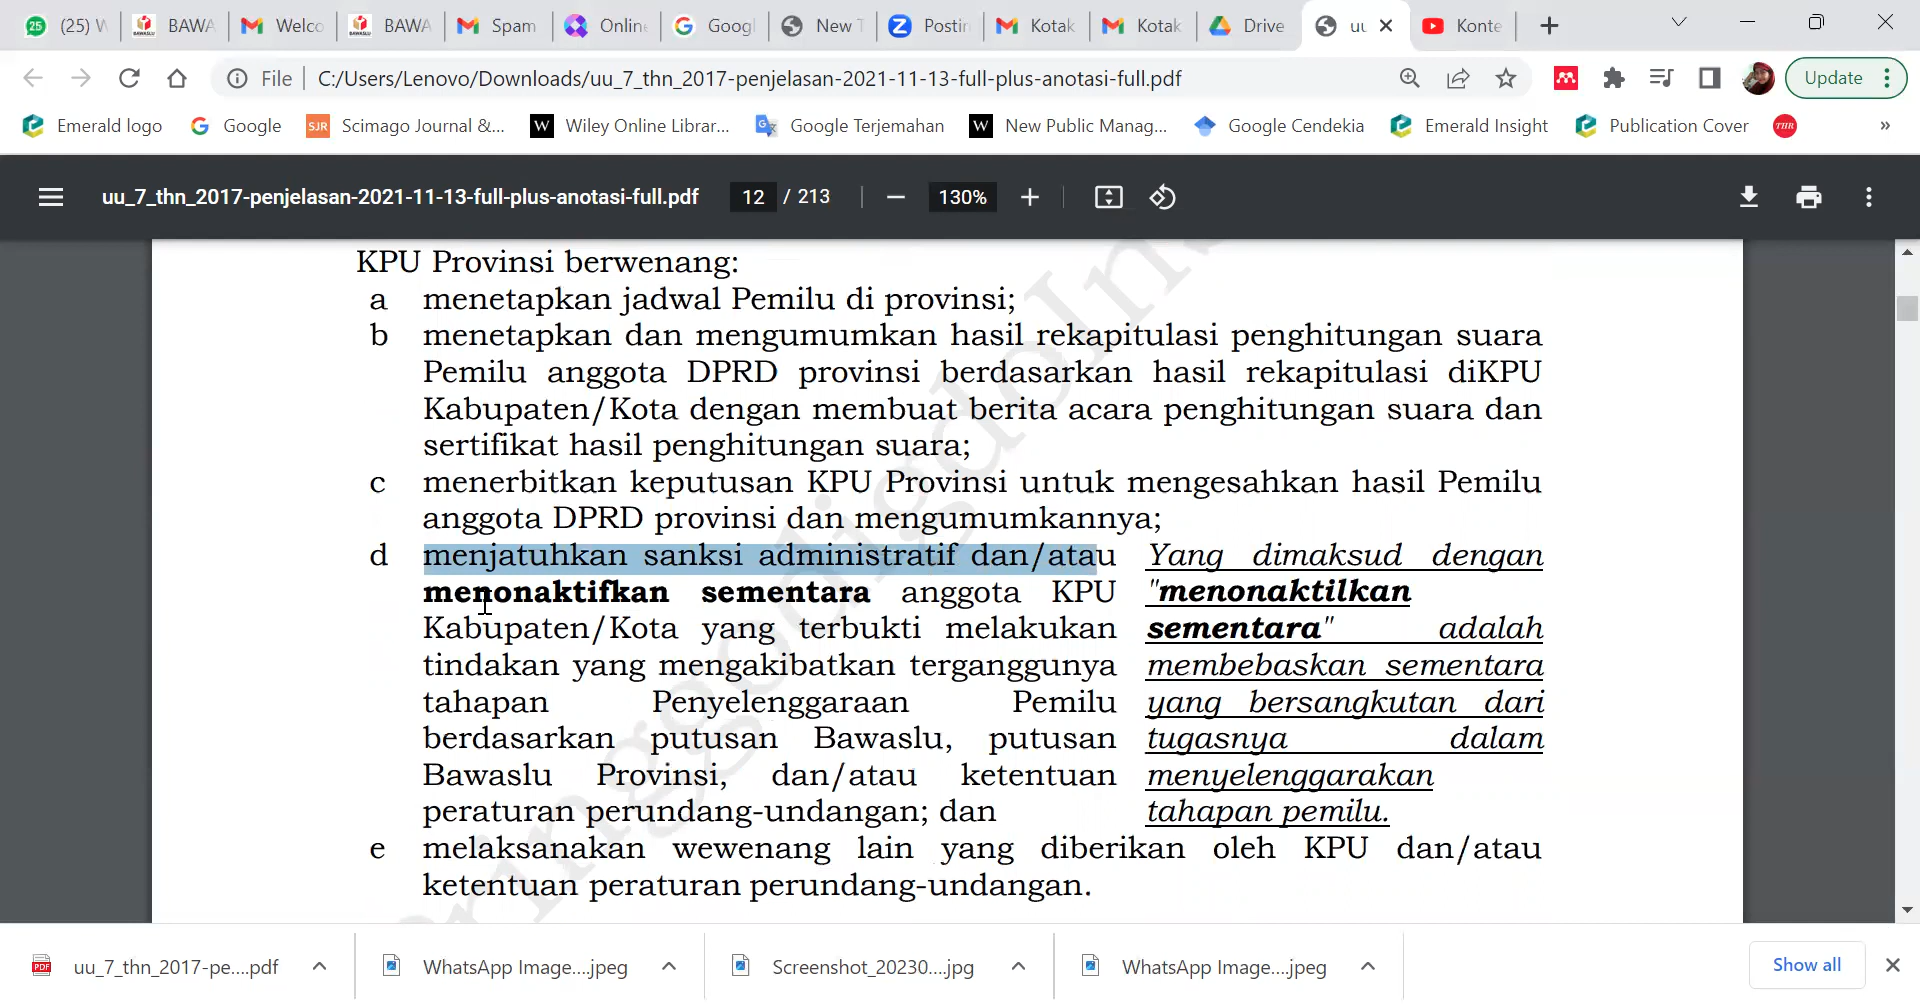 25 (25) W BAWA Welco BAWA Spam Onlin Googl New T Postin Kotak Kotak Drive uu Konte
File C:/Users/Lenovo/Downloads/uu_7_thn_2017-penjelasan-2021-11-13-full-plus-anotasi-full.pdf Update
Emerald logo Google SJR Scimago Journal &... W Wiley Online Librar... Google Terjemahan W New Public Manag... Google Cendekia Emerald Insight Publication Cover THR »
uu_7_thn_2017-penjelasan-2021-11-13-full-plus-anotasi-full.pdf 12 / 213 130%
KPU Provinsi berwenang:
a menetapkan jadwal Pemilu di provinsi;
b menetapkan dan mengumumkan hasil rekapitulasi penghitungan suara
Pemilu anggota DPRD provinsi berdasarkan hasil rekapitulasi diKPU
Kabupaten/Kota dengan membuat berita acara penghitungan suara dan
sertifikat hasil penghitungan suara;
c menerbitkan keputusan KPU Provinsi untuk mengesahkan hasil Pemilu
anggota DPRD provinsi dan mengumumkannya;
d menjatuhkan sanksi administratif dan/atau
menonaktifkan sementara anggota KPU
Kabupaten/Kota yang terbukti melakukan
tindakan yang mengakibatkan terganggunya
tahapan Penyelenggaraan Pemilu
berdasarkan putusan Bawaslu, putusan
Bawaslu Provinsi, dan/atau ketentuan
peraturan perundang-undangan; dan
Yang dimaksud dengan
"menonaktilkan
sementara" adalah
membebaskan sementara
yang bersangkutan dari
tugasnya dalam
menyelenggarakan
tahapan pemilu.
e melaksanakan wewenang lain yang diberikan oleh KPU dan/atau
ketentuan peraturan perundang-undangan.
PDF uu_7_thn_2017-pe....pdf WhatsApp Image....jpeg Screenshot_20230....jpg WhatsApp Image....jpeg Show all